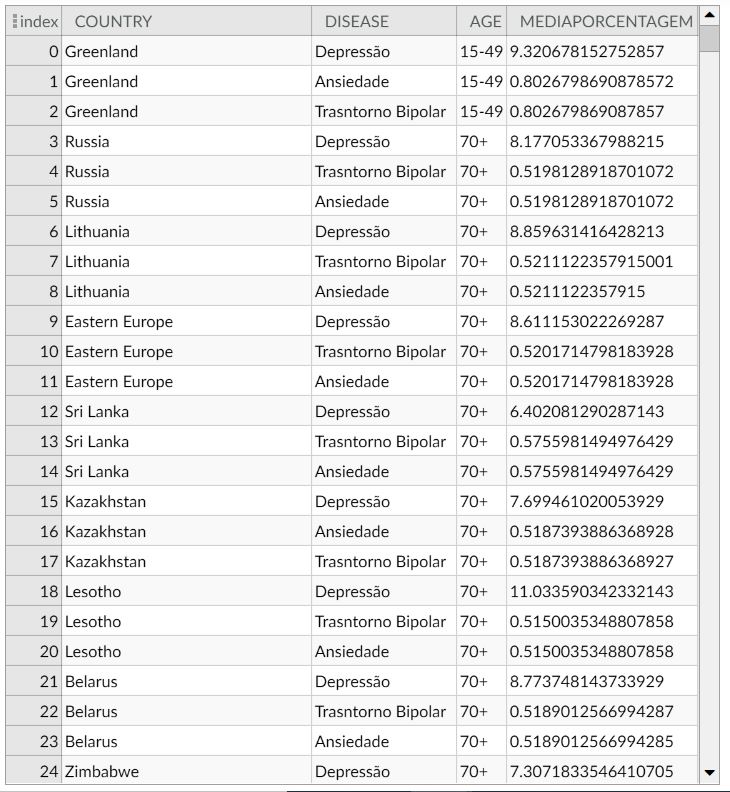 index COUNTRY DISEASE AGE MEDIAPORCENTAGEM
0 Greenland Depressão 15-49 9.320678152752857
1 Greenland Ansiedade 15-49 0.8026798690878572
2 Greenland Trasntorno Bipolar 15-49 0.802679869087857
3 Russia Depressão 70+ 8.177053367988215
4 Russia Trasntorno Bipolar 70+ 0.5198128918701072
5 Russia Ansiedade 70+ 0.5198128918701072
6 Lithuania Depressão 70+ 8.859631416428213
7 Lithuania Trasntorno Bipolar 70+ 0.5211122357915001
8 Lithuania Ansiedade 70+ 0.5211122357915
9 Eastern Europe Depressão 70+ 8.611153022269287
10 Eastern Europe Trasntorno Bipolar 70+ 0.5201714798183928
11 Eastern Europe Ansiedade 70+ 0.5201714798183928
12 Sri Lanka Depressão 70+ 6.402081290287143
13 Sri Lanka Trasntorno Bipolar 70+ 0.5755981494976429
14 Sri Lanka Ansiedade 70+ 0.5755981494976429
15 Kazakhstan Depressão 70+ 7.699461020053929
16 Kazakhstan Ansiedade 70+ 0.5187393886368928
17 Kazakhstan Trasntorno Bipolar 70+ 0.5187393886368927
18 Lesotho Depressão 70+ 11.033590342332143
19 Lesotho Trasntorno Bipolar 70+ 0.5150035348807858
20 Lesotho Ansiedade 70+ 0.5150035348807858
21 Belarus Depressão 70+ 8.773748143733929
22 Belarus Trasntorno Bipolar 70+ 0.5189012566994287
23 Belarus Ansiedade 70+ 0.5189012566994285
24 Zimbabwe Depressão 70+ 7.3071833546410705